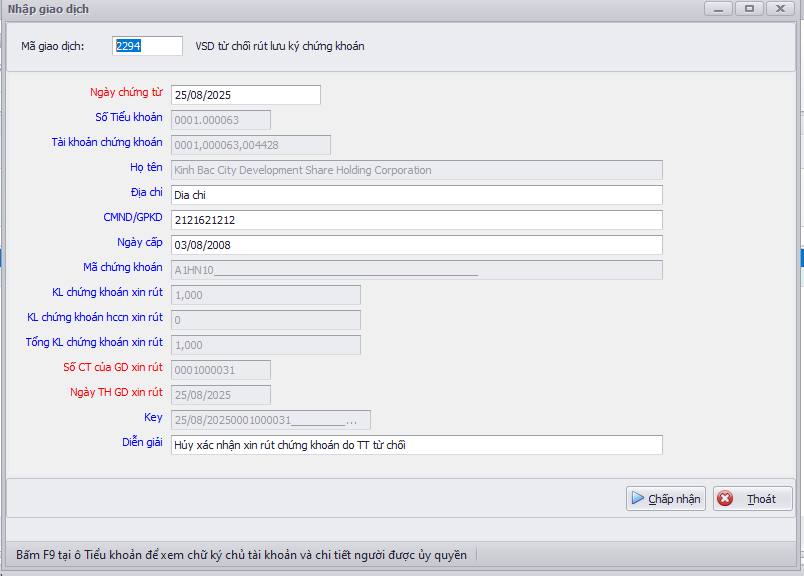 Nhập giao dịch
Mã giao dịch: 2294 VSD từ chối rút lưu ký chứng khoán
Ngày chứng từ 25/08/2025
Số Tiểu khoản 0001.000063
Tài khoản chứng khoán 0001,000063,004428
Họ tên Kinh Bac City Development Share Holding Corporation
Địa chỉ Dia chi
CMND/GPKD 2121621212
Ngày cấp 03/08/2008
Mã chứng khoán A1HN10____________________________________________
KL chứng khoán xin rút 1,000
KL chứng khoán hccn xin rút 0
Tổng KL chứng khoán xin rút 1,000
Số CT của GD xin rút 0001000031
Ngày TH GD xin rút 25/08/2025
Key 25/08/20250001000031_________...
Diễn giải Hủy xác nhận xin rút chứng khoán do TT từ chối
Chấp nhận Thoát
Bấm F9 tại ô Tiểu khoản để xem chữ ký chủ tài khoản và chi tiết người được ủy quyền